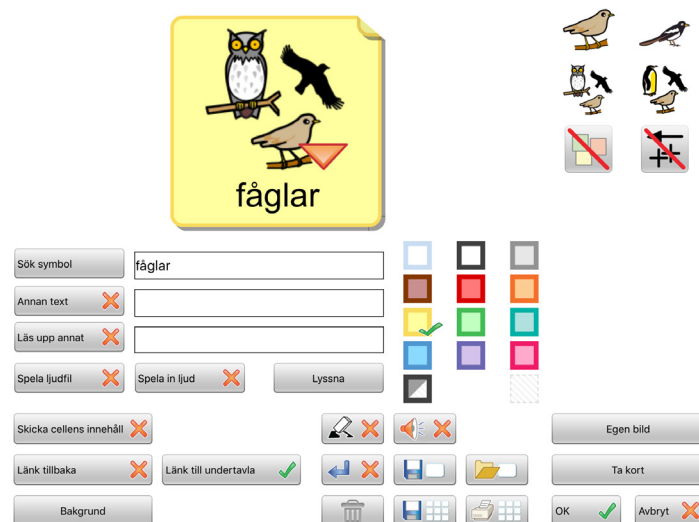 fåglar
Sök symbol
fåglar
Annan text
Läs upp annat
Spela ljudfil
Spela in ljud
Lyssna
Skicka cellens innehåll
Egen bild
Länk tillbaka
Länk till undertavla
Ta kort
Bakgrund
OK
Avbryt